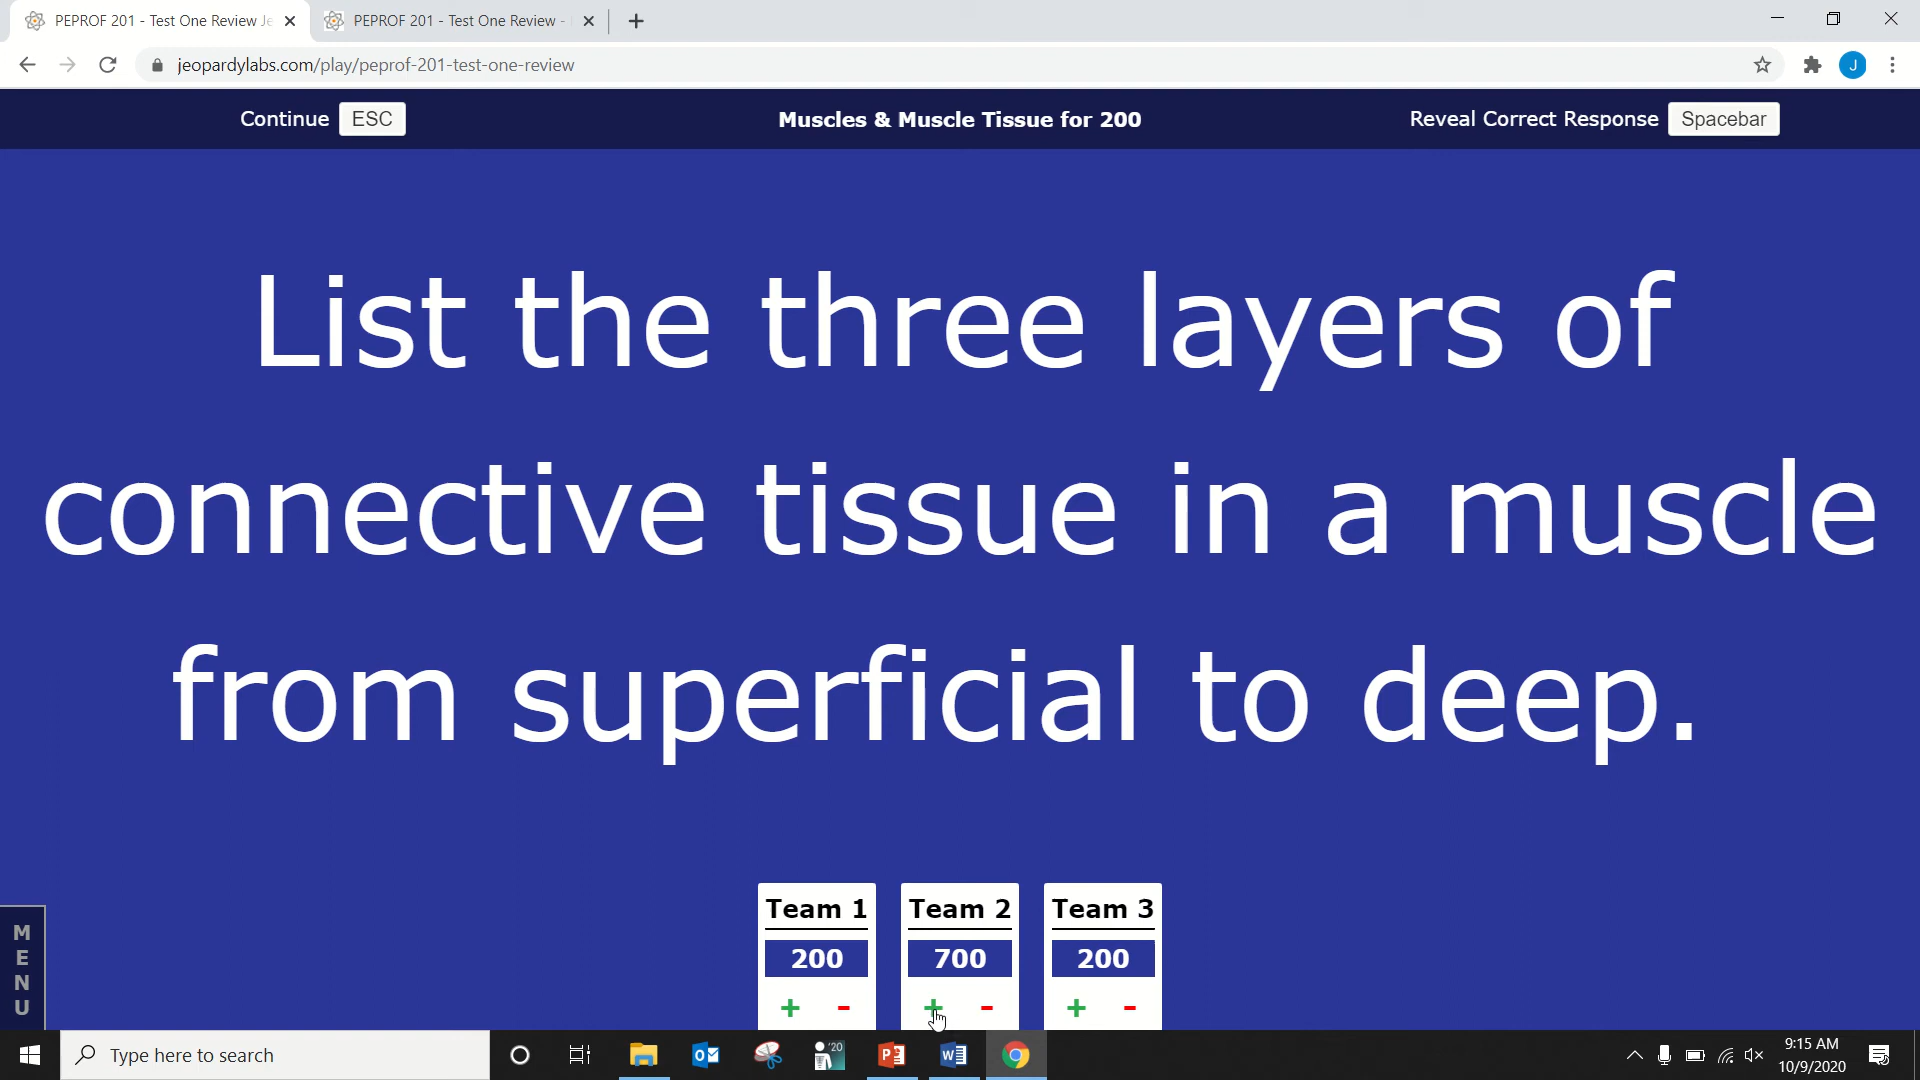 PEPROF 201 - Test One Review Je
PEPROF 201 - Test One Review -
jeopardylabs.com/play/peprof-201-test-one-review
J
Continue ESC
Muscles & Muscle Tissue for 200
Reveal Correct Response Spacebar
List the three layers of
connective tissue in a muscle
from superficial to deep.
MENU
Team 1 Team 2 Team 3
200 700 200
+ - + - + -
Type here to search
'20
9:15 AM
10/9/2020